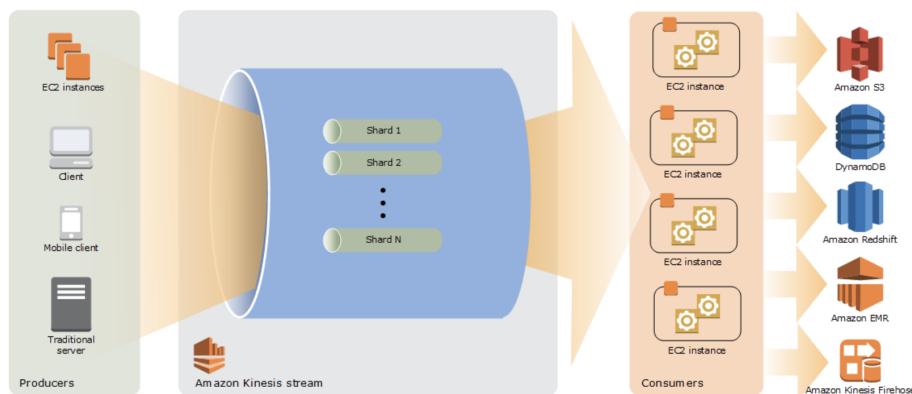 EC2 instances
Client
Mobile client
Traditional
server
Producers
Shard 1
Shard 2
Shard N
Amazon Kinesis stream
EC2 instance
EC2 instance
EC2 instance
EC2 instance
Consumers
Amazon S3
DynamoDB
Amazon Redshift
Amazon EMR
Amazon Kinesis Firehose